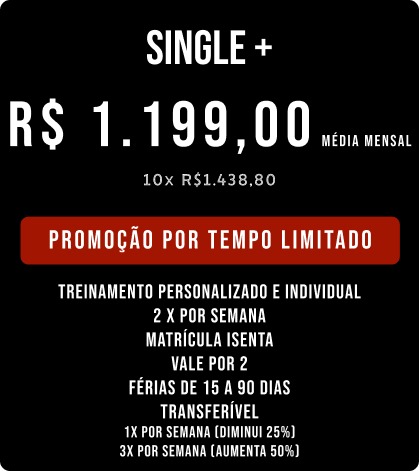 SINGLE +
R$ 1.199,00 MÉDIA MENSAL
10x R$1.438,80
PROMOÇÃO POR TEMPO LIMITADO
TREINAMENTO PERSONALIZADO E INDIVIDUAL
2 X POR SEMANA
MATRÍCULA ISENTA
VALE POR 2
FÉRIAS DE 15 A 90 DIAS
TRANSFERÍVEL
1X POR SEMANA (DIMINUI 25%)
3X POR SEMANA (AUMENTA 50%)